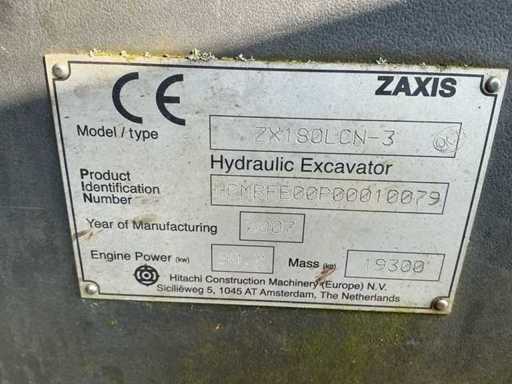 CE ZAXIS
Model / type ZX180LCN-3
Hydraulic Excavator
Product
Identification
Number
Year of Manufacturing 2007
Engine Power (kw) Mass (kg) 19300
Hitachi Construction Machinery (Europe) N.V.
Siciliëweg 5, 1045 AT Amsterdam, The Netherlands